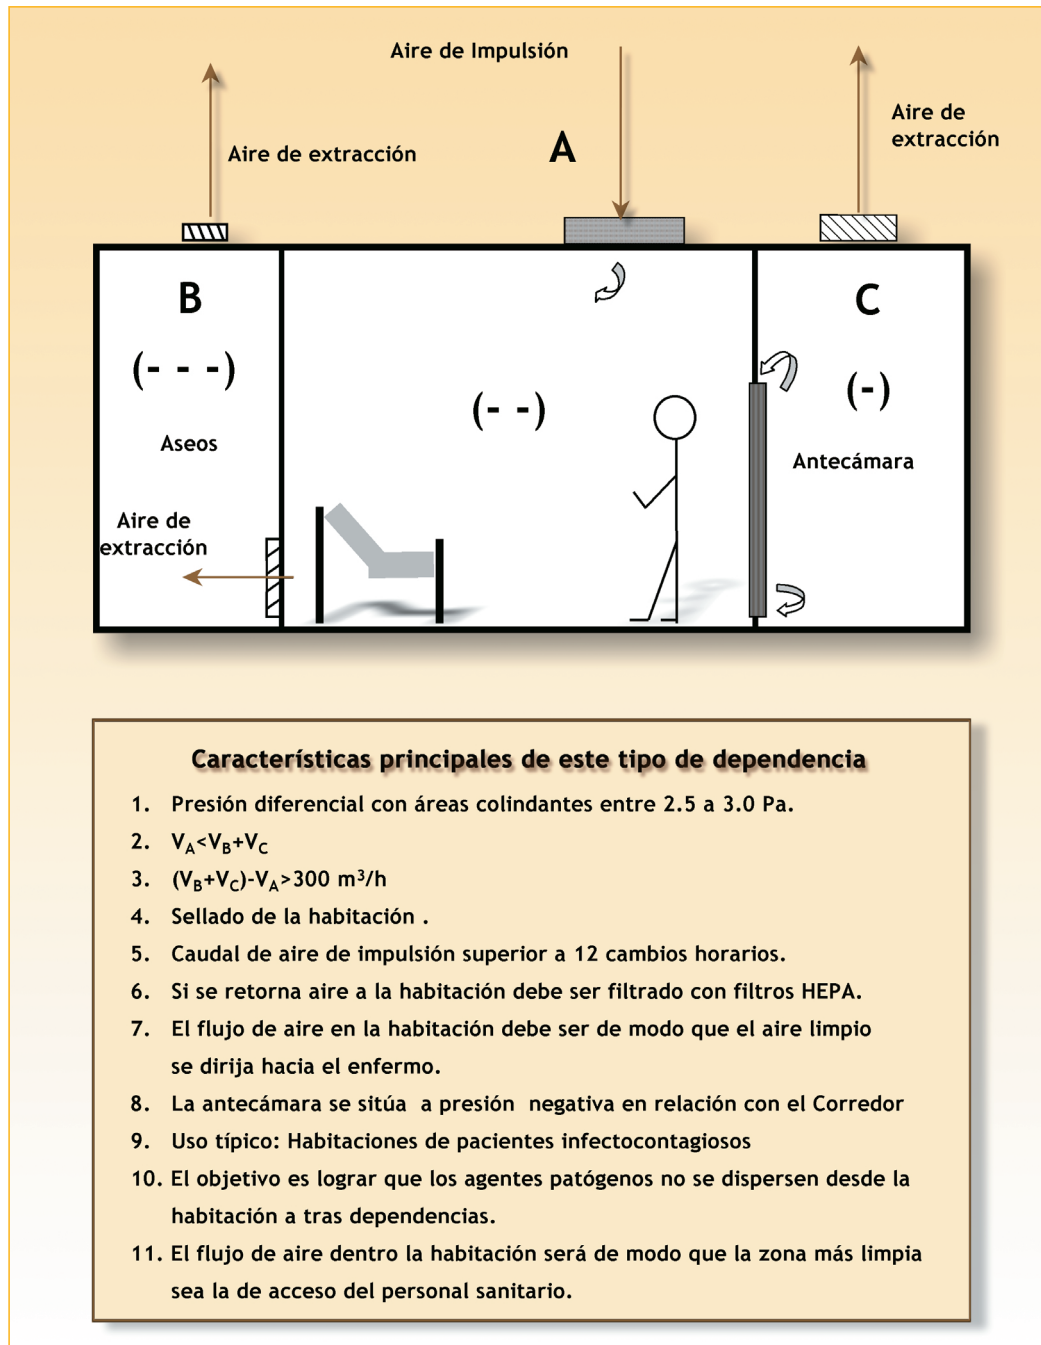 Aire de Impulsión
Aire de
extracción
Aire de extracción
A
B
C
(- - -)
(- -)
(-)
Aseos
Antecámara
Aire de
extracción
Características principales de este tipo de dependencia
1. Presión diferencial con áreas colindantes entre 2.5 a 3.0 Pa.
2. VA<VB+VC
3. (VB+VC)-VA>300 m³/h
4. Sellado de la habitación .
5. Caudal de aire de impulsión superior a 12 cambios horarios.
6. Si se retorna aire a la habitación debe ser filtrado con filtros HEPA.
7. El flujo de aire en la habitación debe ser de modo que el aire limpio
se dirija hacia el enfermo.
8. La antecámara se sitúa a presión negativa en relación con el Corredor
9. Uso típico: Habitaciones de pacientes infectocontagiosos
10. El objetivo es lograr que los agentes patógenos no se dispersen desde la
habitación a tras dependencias.
11. El flujo de aire dentro la habitación será de modo que la zona más limpia
sea la de acceso del personal sanitario.